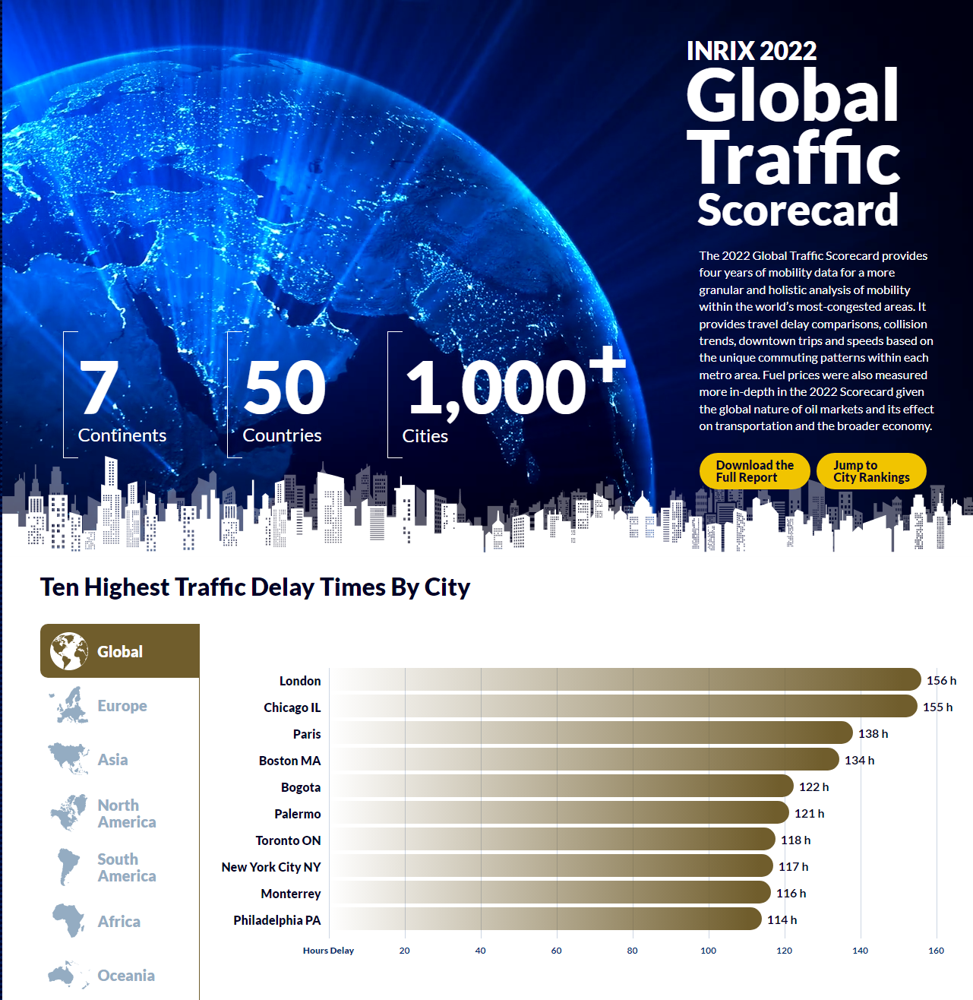 INRIX 2022
Global
Traffic
Scorecard
The 2022 Global Traffic Scorecard provides
four years of mobility data for a more
granular and holistic analysis of mobility
within the world’s most-congested areas. It
provides travel delay comparisons, collision
trends, downtown trips and speeds based on
the unique commuting patterns within each
metro area. Fuel prices were also measured
more in-depth in the 2022 Scorecard given
the global nature of oil markets and its effect
on transportation and the broader economy.
7
Continents
50
Countries
1,000+
Cities
Download the
Full Report
Jump to
City Rankings
Ten Highest Traffic Delay Times By City
Global
Europe
Asia
North
America
South
America
Africa
Oceania
London 156 h
Chicago IL 155 h
Paris 138 h
Boston MA 134 h
Bogota 122 h
Palermo 121 h
Toronto ON 118 h
New York City NY 117 h
Monterrey 116 h
Philadelphia PA 114 h
Hours Delay 20 40 60 80 100 120 140 160